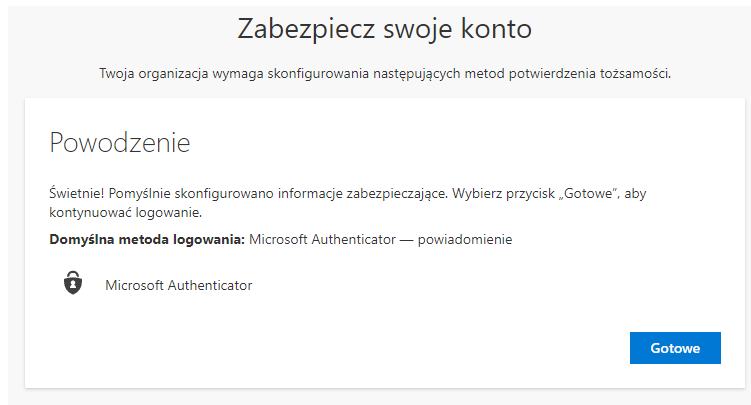 Zabezpiecz swoje konto
Twoja organizacja wymaga skonfigurowania następujących metod potwierdzenia tożsamości.
Powodzenie
Świetnie! Pomyślnie skonfigurowano informacje zabezpieczające. Wybierz przycisk „Gotowe”, aby
kontynuować logowanie.
Domyślna metoda logowania: Microsoft Authenticator — powiadomienie
Microsoft Authenticator
Gotowe